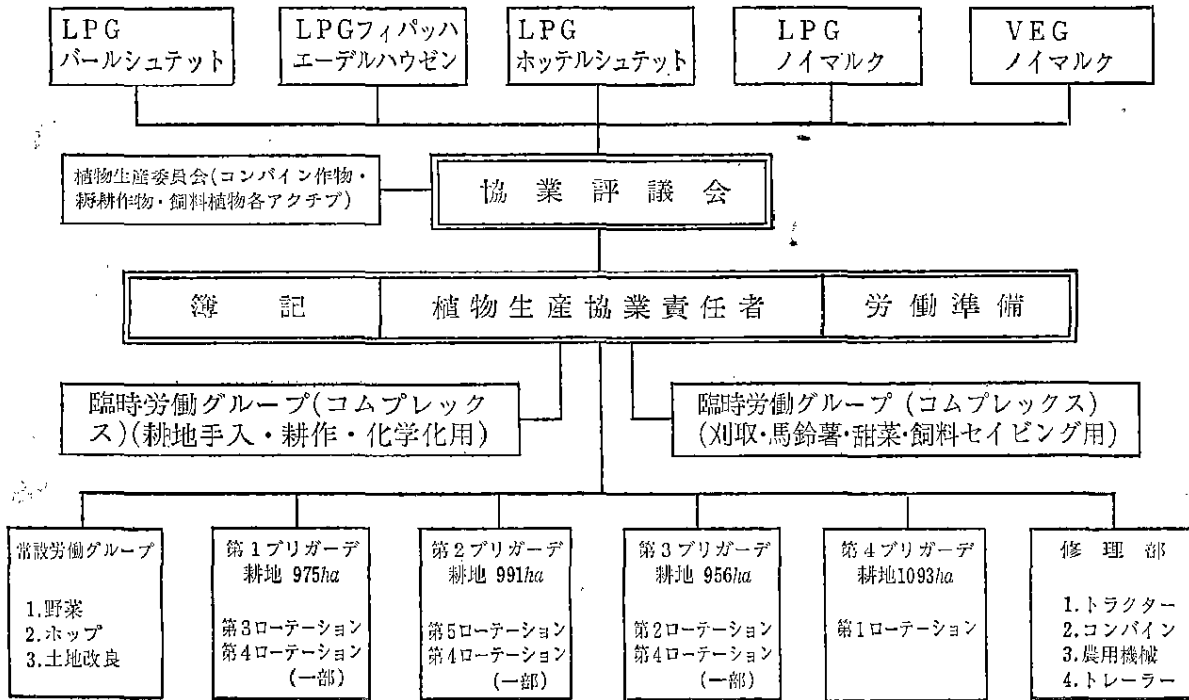 LPG
バールシュテット
LPGフィパッハ
エーデルハウゼン
LPG
ホッテルシュテット
LPG
ノイマルク
VEG
ノイマルク
植物生産委員会(コンバイン作物・
耨耕作物・飼料植物各アクチブ)
協業評議会
簿記
植物生産協業責任者
労働準備
臨時労働グループ(コムプレック
ス)(耕地手入・耕作・化学化用)
臨時労働グループ(コムプレックス)
(刈取・馬鈴薯・甜菜・飼料セイビング用)
常設労働グループ
1.野菜
2.ホップ
3.土地改良
第1ブリガーデ
耕地 975ha
第3ローテーション
第4ローテーション
(一部)
第2ブリガーデ
耕地 991ha
第5ローテーション
第4ローテーション
(一部)
第3ブリガーデ
耕地 956ha
第2ローテーション
第4ローテーション
(一部)
第4ブリガーデ
耕地1093ha
第1ローテーション
修理部
1.トラクター
2.コンバイン
3.農用機械
4.トレーラー